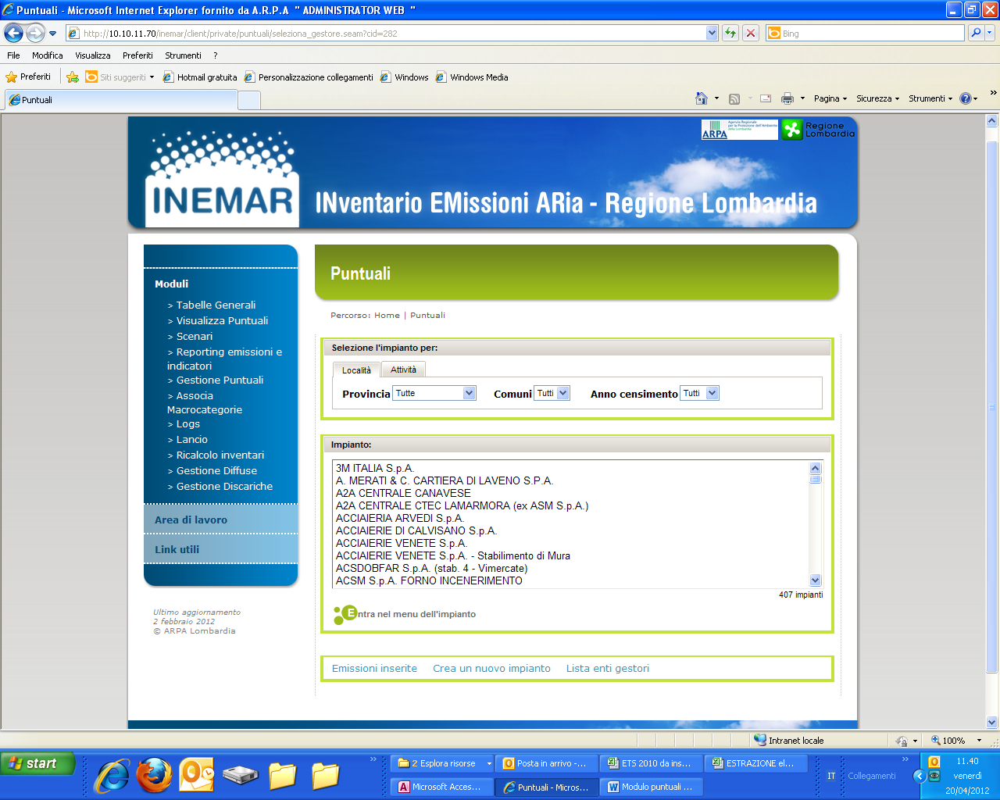 Puntuali - Microsoft Internet Explorer fornito da A.R.P.A " ADMINISTRATOR WEB "
http://10.10.11.70/inemar/client/private/puntuali/seleziona_gestore.seam?cid=282
Bing
File Modifica Visualizza Preferiti Strumenti ?
Preferiti Siti suggeriti Hotmail gratuita Personalizzazione collegamenti Windows Windows Media
Puntuali
Pagina Sicurezza Strumenti »
ARPA Agenzia Regionale per la Protezione dell'Ambiente della Lombardia
Regione Lombardia
INEMAR
INventario EMissioni ARia - Regione Lombardia
Moduli
> Tabelle Generali
> Visualizza Puntuali
> Scenari
> Reporting emissioni e
indicatori
> Gestione Puntuali
> Associa
Macrocategorie
> Logs
> Lancio
> Ricalcolo inventari
> Gestione Diffuse
> Gestione Discariche
Area di lavoro
Link utili
Ultimo aggiornamento
2 febbraio 2012
© ARPA Lombardia
Puntuali
Percorso: Home | Puntuali
Selezione l'impianto per:
Località Attività
Provincia Tutte Comuni Tutti Anno censimento Tutti
Impianto:
3M ITALIA S.p.A.
A. MERATI & C. CARTIERA DI LAVENO S.P.A.
A2A CENTRALE CANAVESE
A2A CENTRALE CTEC LAMARMORA (ex ASM S.p.A.)
ACCIAIERIA ARVEDI S.p.A.
ACCIAIERIE DI CALVISANO S.p.A.
ACCIAIERIE VENETE S.p.A.
ACCIAIERIE VENETE S.p.A. - Stabilimento di Mura
ACSDOBFAR S.p.A. (stab. 4 - Vimercate)
ACSM S.p.A. FORNO INCENERIMENTO
407 impianti
Entra nel menu dell'impianto
Emissioni inserite Crea un nuovo impianto Lista enti gestori
Intranet locale 100%
start
» 2 Esplora risorse Posta in arrivo -... ETS 2010 da ins... ESTRAZIONE el...
Microsoft Acces... Puntuali - Micros... Modulo puntuali ...
IT Collegamenti »
11.40
venerdì
20/04/2012